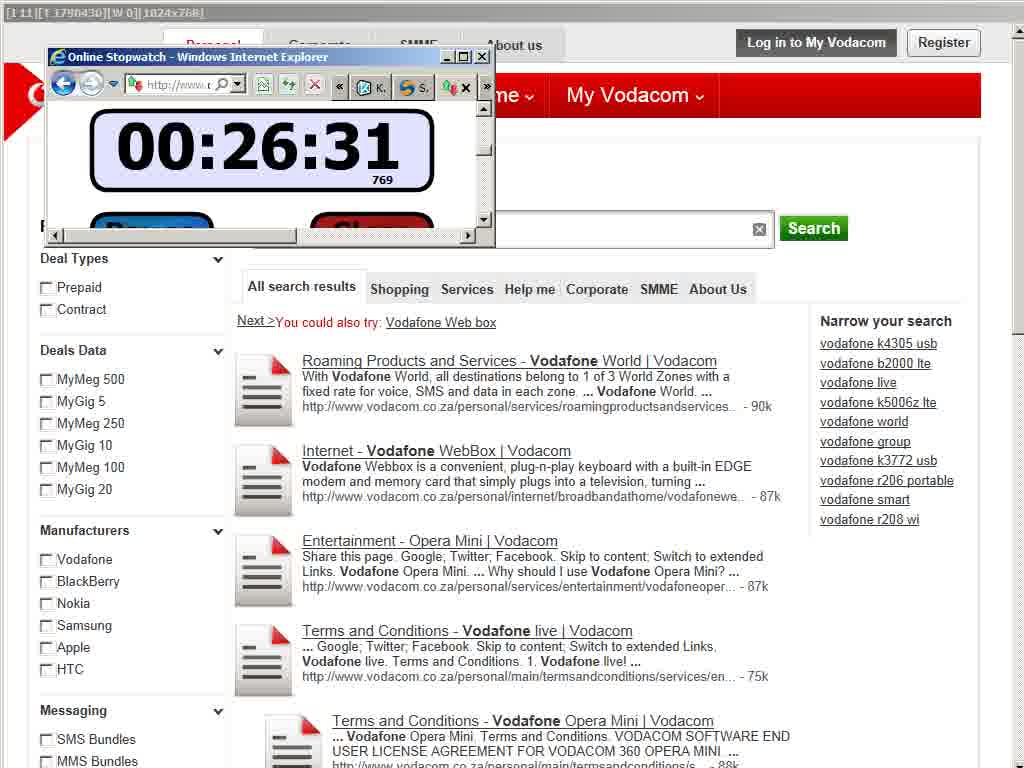 [I 11][T 1790430][W 0][1024x768]
Personal Corporate SMME About us
Log in to My Vodacom
Register
Online Stopwatch - Windows Internet Explorer
http://www.
« K. S. »
me
My Vodacom
00:26:31
769
Search
Deal Types
Prepaid
Contract
Deals Data
MyMeg 500
MyGig 5
MyMeg 250
MyGig 10
MyMeg 100
MyGig 20
Manufacturers
Vodafone
BlackBerry
Nokia
Samsung
Apple
HTC
Messaging
SMS Bundles
MMS Bundles
All search results Shopping Services Help me Corporate SMME About Us
Next >You could also try: Vodafone Web box
Roaming Products and Services - Vodafone World | Vodacom
With Vodafone World, all destinations belong to 1 of 3 World Zones with a
fixed rate for voice, SMS and data in each zone. ... Vodafone World. ...
http://www.vodacom.co.za/personal/services/roamingproductsandservices... - 90k
Internet - Vodafone WebBox | Vodacom
Vodafone Webbox is a convenient, plug-n-play keyboard with a built-in EDGE
modem and memory card that simply plugs into a television, turning ...
http://www.vodacom.co.za/personal/internet/broadbandathome/vodafonewe... - 87k
Entertainment - Opera Mini | Vodacom
Share this page. Google; Twitter; Facebook. Skip to content; Switch to extended
Links. Vodafone Opera Mini. ... Why should I use Vodafone Opera Mini? ...
http://www.vodacom.co.za/personal/services/entertainment/vodafoneoper... - 87k
Terms and Conditions - Vodafone live | Vodacom
... Google; Twitter; Facebook. Skip to content; Switch to extended Links.
Vodafone live. Terms and Conditions. 1. Vodafone live! ...
http://www.vodacom.co.za/personal/main/termsandconditions/services/en... - 75k
Terms and Conditions - Vodafone Opera Mini | Vodacom
... Vodafone Opera Mini. Terms and Conditions. VODACOM SOFTWARE END
USER LICENSE AGREEMENT FOR VODACOM 360 OPERA MINI. ...
http://www.vodacom.co.za/personal/main/termsandconditions/s... - 88k
Narrow your search
vodafone k4305 usb
vodafone b2000 lte
vodafone live
vodafone k5006z lte
vodafone world
vodafone group
vodafone k3772 usb
vodafone r206 portable
vodafone smart
vodafone r208 wi